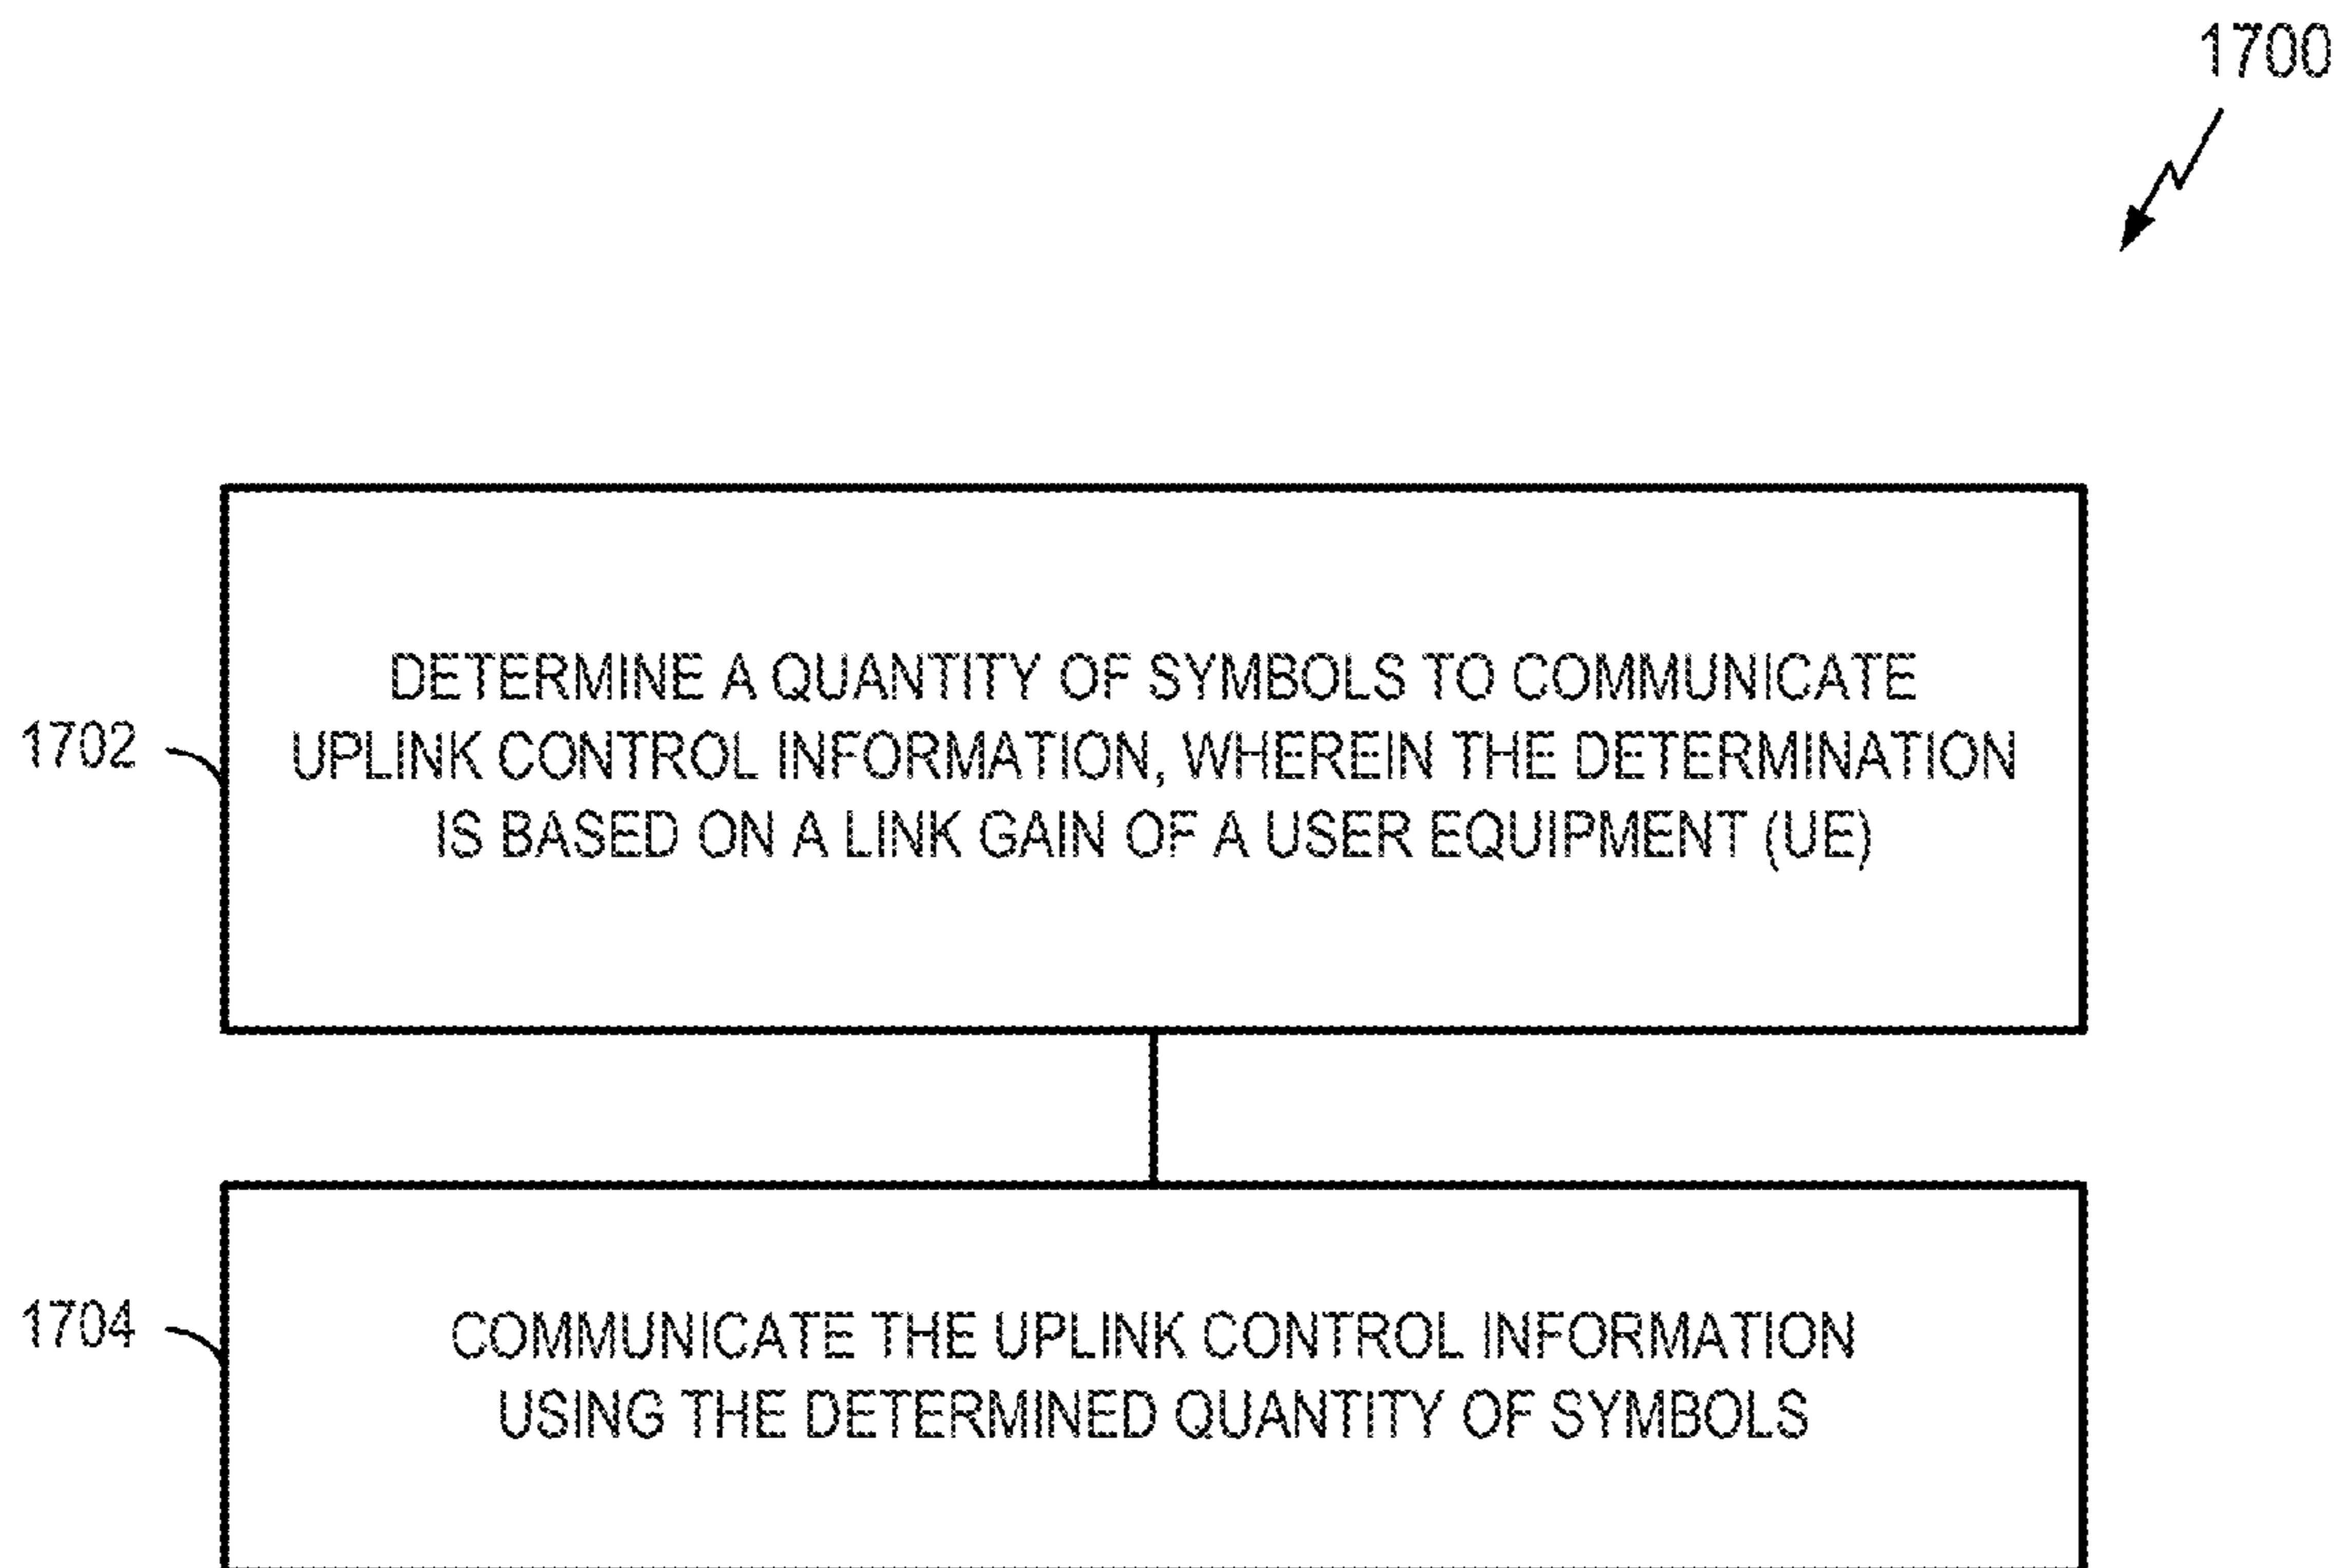 1700
1702
DETERMINE A QUANTITY OF SYMBOLS TO COMMUNICATE
UPLINK CONTROL INFORMATION, WHEREIN THE DETERMINATION
IS BASED ON A LINK GAIN OF A USER EQUIPMENT (UE)
1704
COMMUNICATE THE UPLINK CONTROL INFORMATION
USING THE DETERMINED QUANTITY OF SYMBOLS